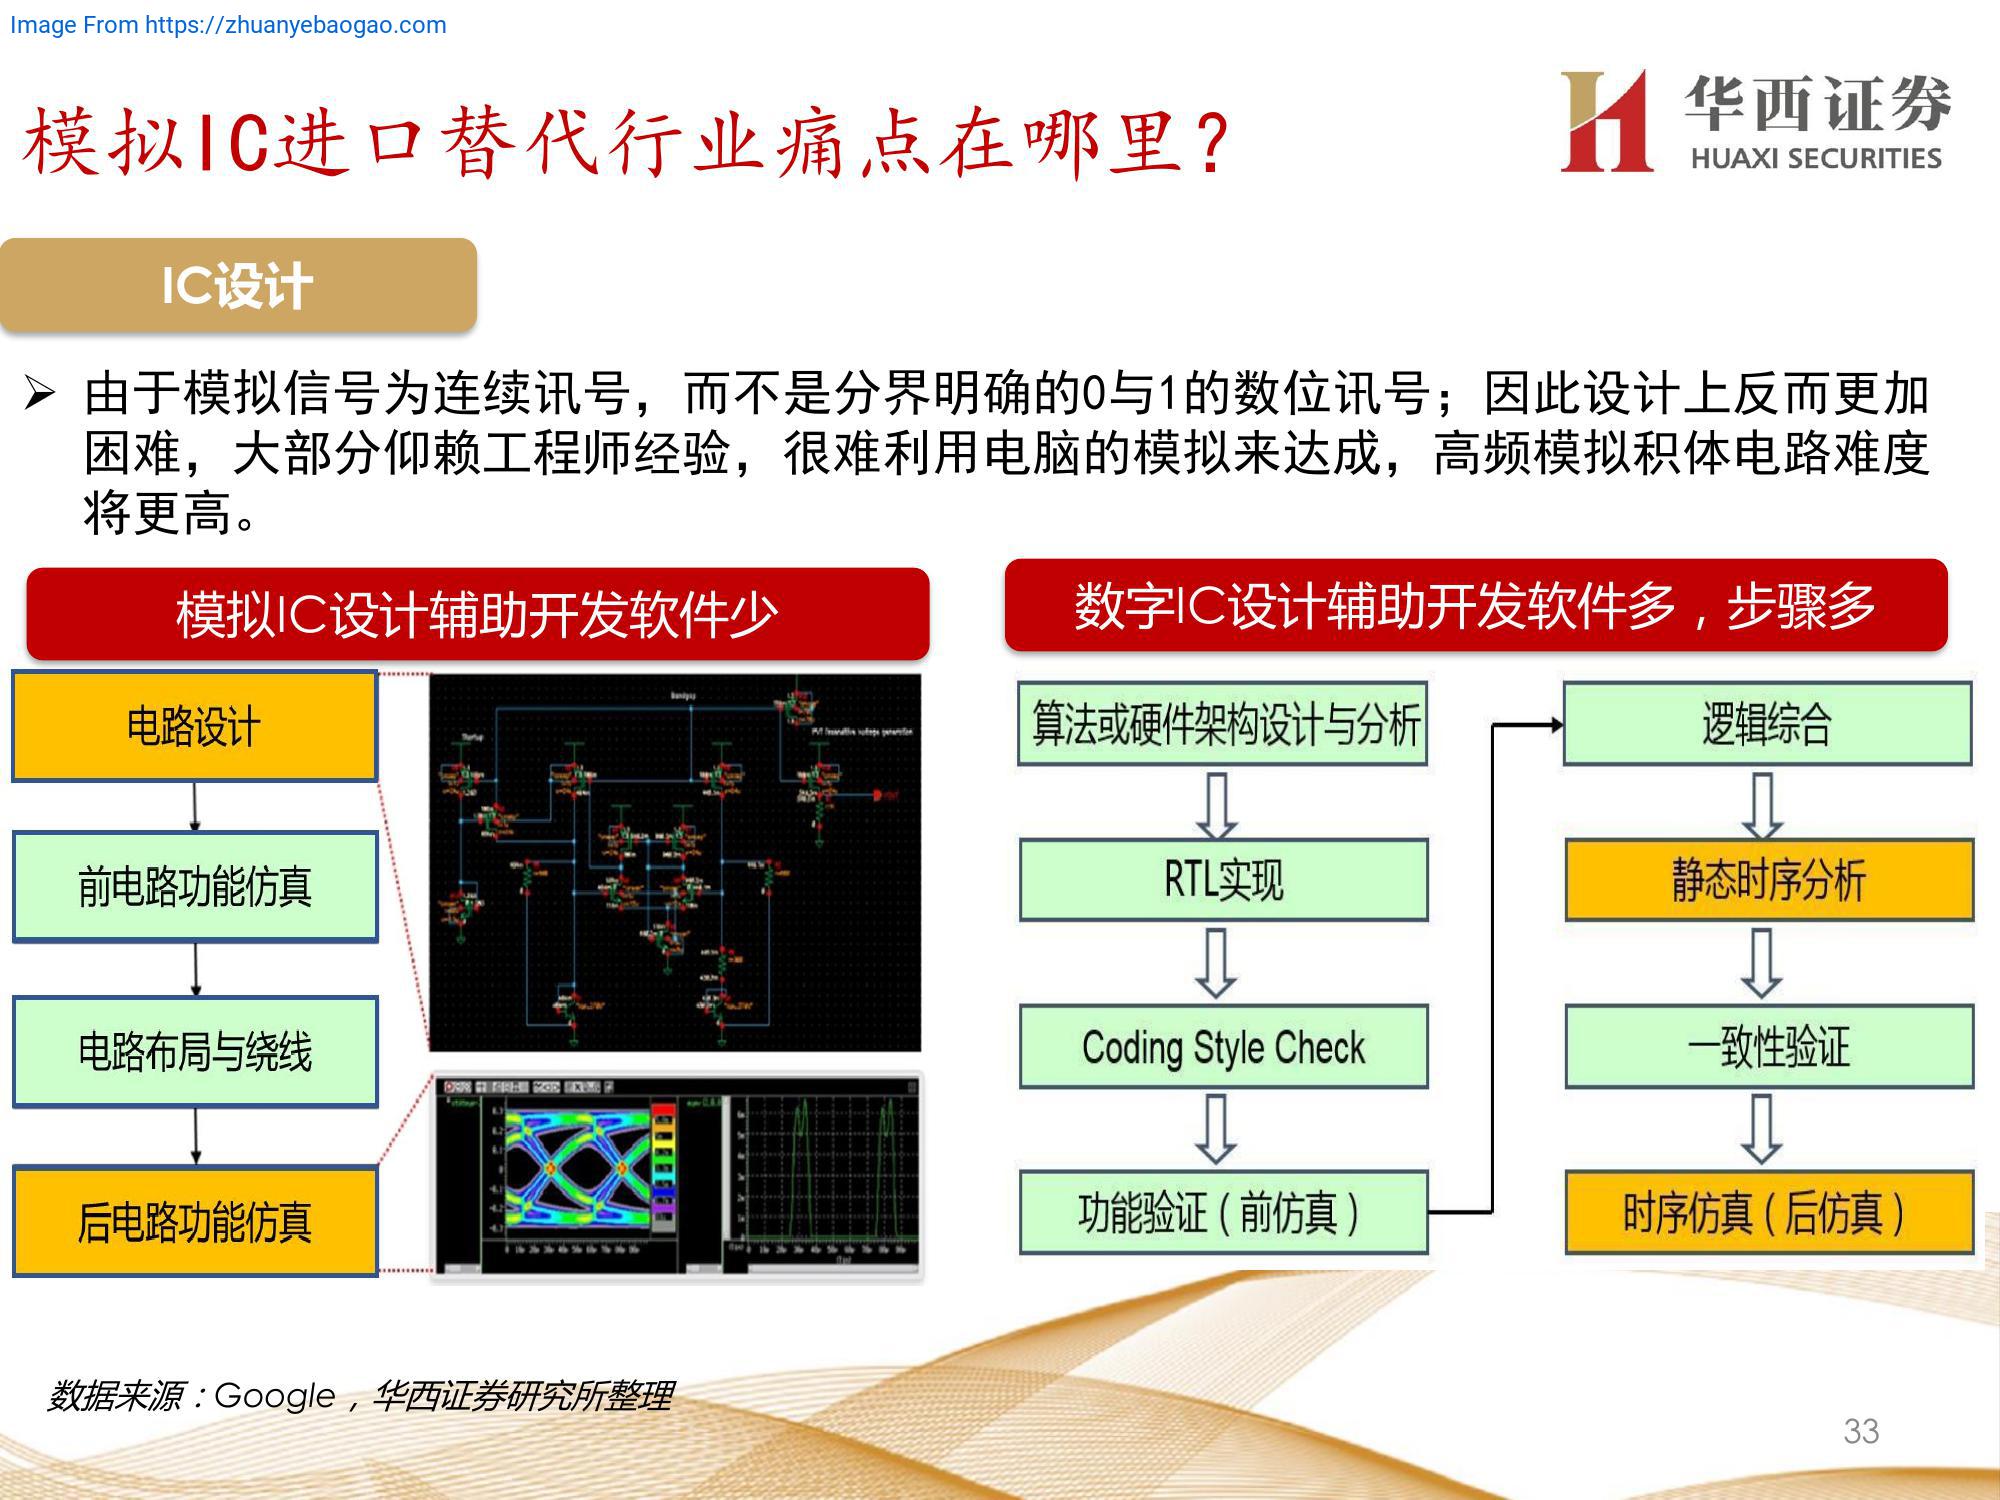 Image From https://zhuanyebaogao.com
模拟IC进口替代行业痛点在哪里?
华西证券
HUAXI SECURITIES
IC设计
由于模拟信号为连续讯号，而不是分界明确的0与1的数位讯号；因此设计上反而更加
困难，大部分仰赖工程师经验，很难利用电脑的模拟来达成，高频模拟积体电路难度
将更高。
模拟IC设计辅助开发软件少
电路设计
前电路功能仿真
电路布局与绕线
后电路功能仿真
Bandgap
Startup
数字IC设计辅助开发软件多，步骤多
算法或硬件架构设计与分析
RTL实现
Coding Style Check
功能验证（前仿真）
逻辑综合
静态时序分析
一致性验证
时序仿真（后仿真）
数据来源：Google，华西证券研究所整理
33